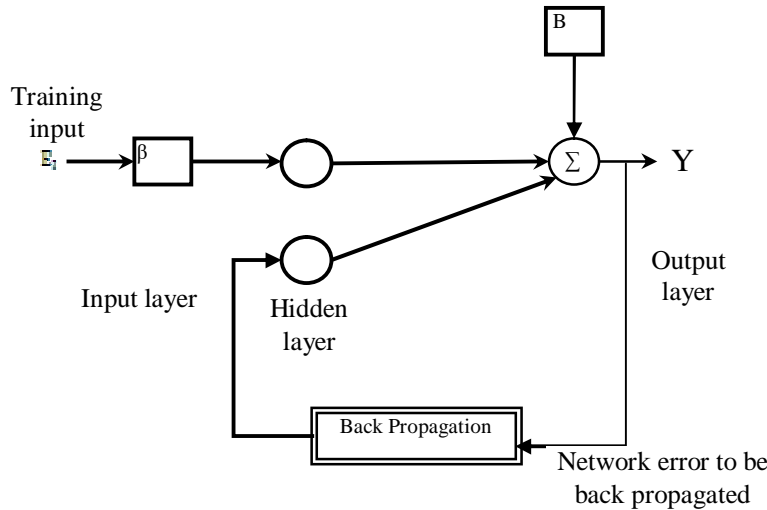 B
Training
input
β
Σ
Y
Input layer
Hidden
layer
Output
layer
Back Propagation
Network error to be
back propagated